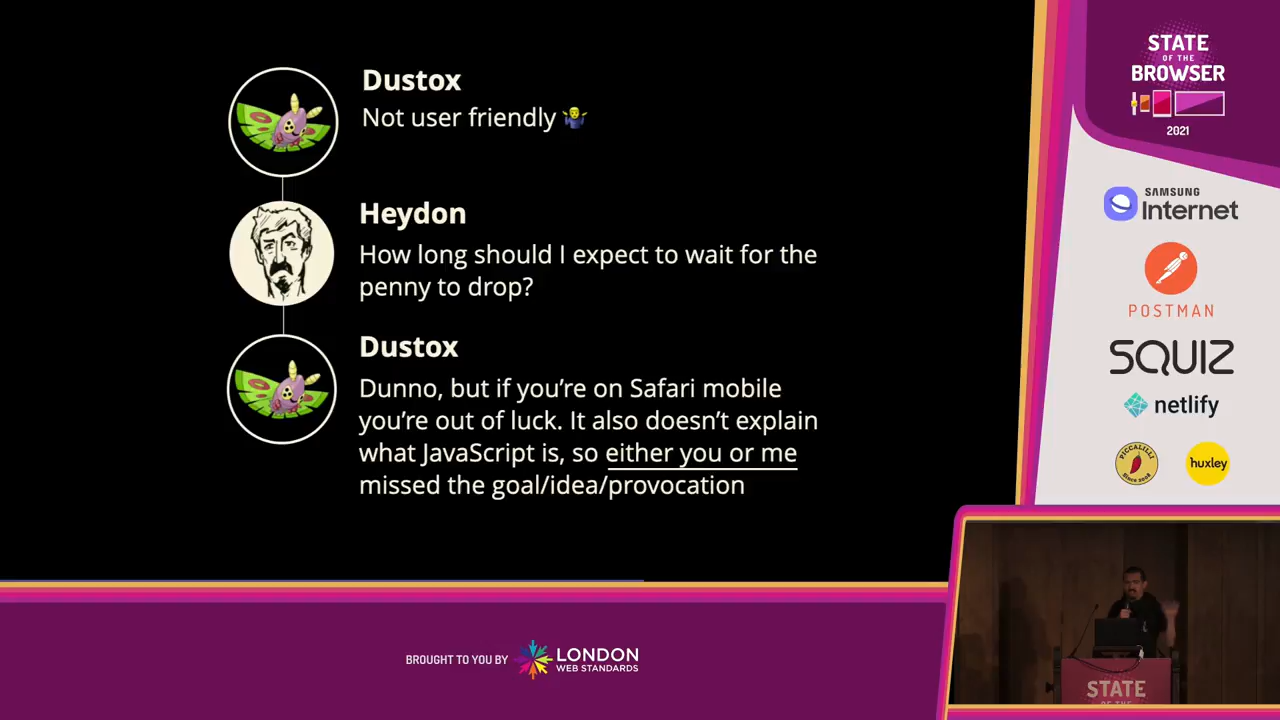 Dustox
Not user friendly 🤷‍♂️
Heydon
How long should I expect to wait for the
penny to drop?
Dustox
Dunno, but if you’re on Safari mobile
you’re out of luck. It also doesn’t explain
what JavaScript is, so either you or me
missed the goal/idea/provocation
STATE
OF THE
BROWSER
2021
SAMSUNG
Internet
POSTMAN
SQUIZ
netlify
PICCALILLI
huxley
BROUGHT TO YOU BY
LONDON
WEB STANDARDS
STATE
OF THE